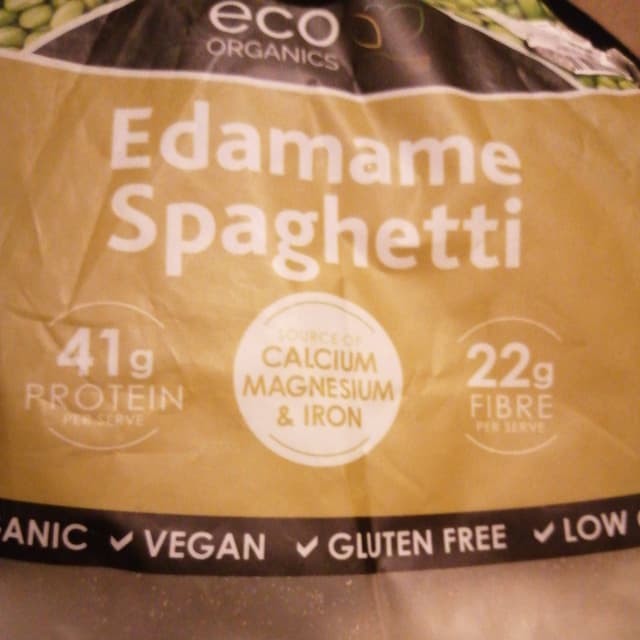 eco
ORGANICS
Edamame
Spaghetti
41g
PROTEIN
PER SERVE
SOURCE OF
CALCIUM
MAGNESIUM
& IRON
22g
FIBRE
PER SERVE
ANIC ✓ VEGAN ✓ GLUTEN FREE ✓ LOW